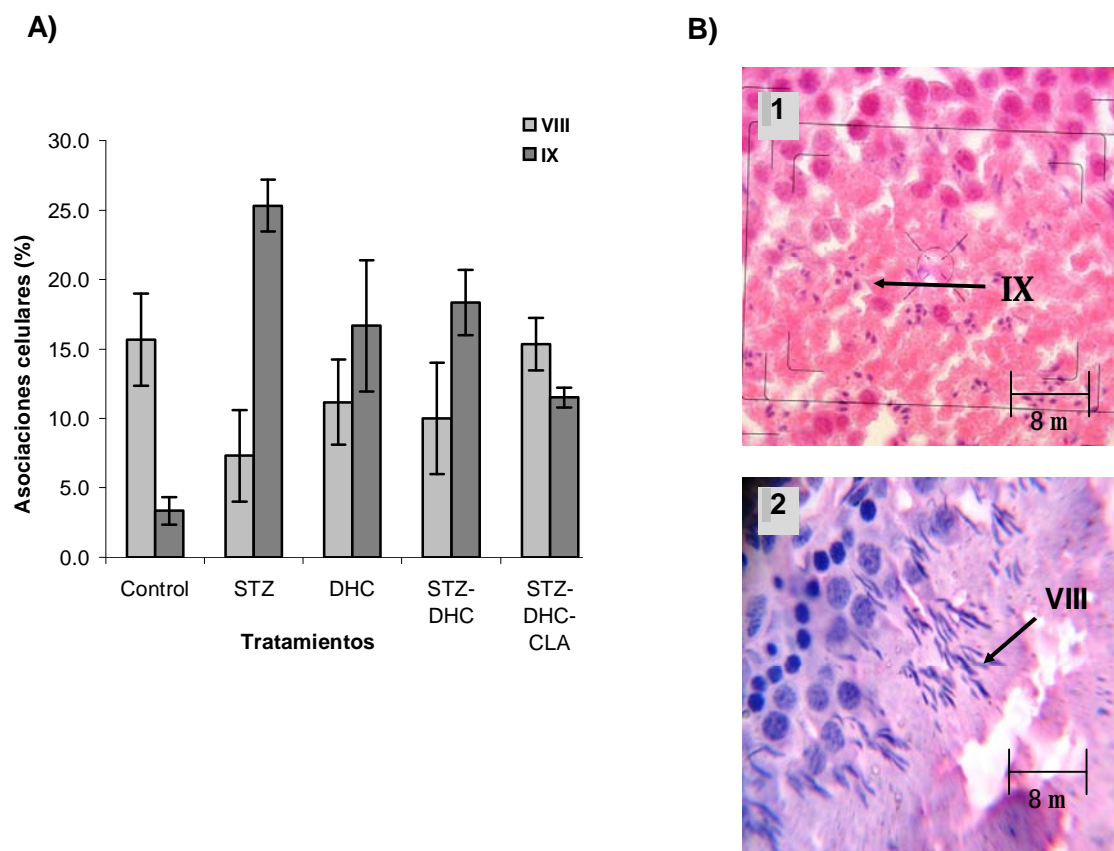 A)
VIII
IX
30.0
25.0
20.0
15.0
10.0
5.0
0.0
Asociaciones celulares (%)
Control
STZ
DHC
STZ-
DHC
STZ-
DHC-
CLA
Tratamientos
B)
1
IX
8 m
2
VIII
8 m